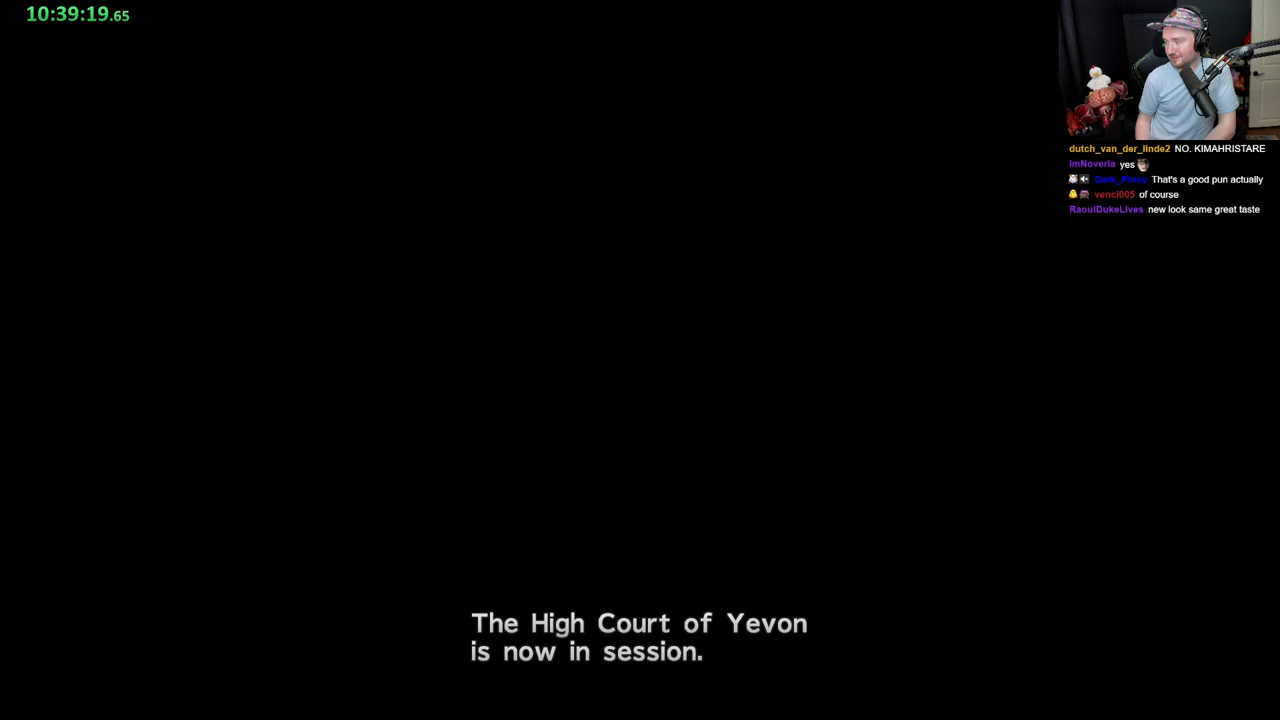 10:39:19.65
dutch_van_der_lInde2 NO. KIMAHRISTARE
imNoveria yes
That's a good pun actually
venci005 of course
RaoulDukeLIves new look same great taste
The High Court of Yevon
is now in session.